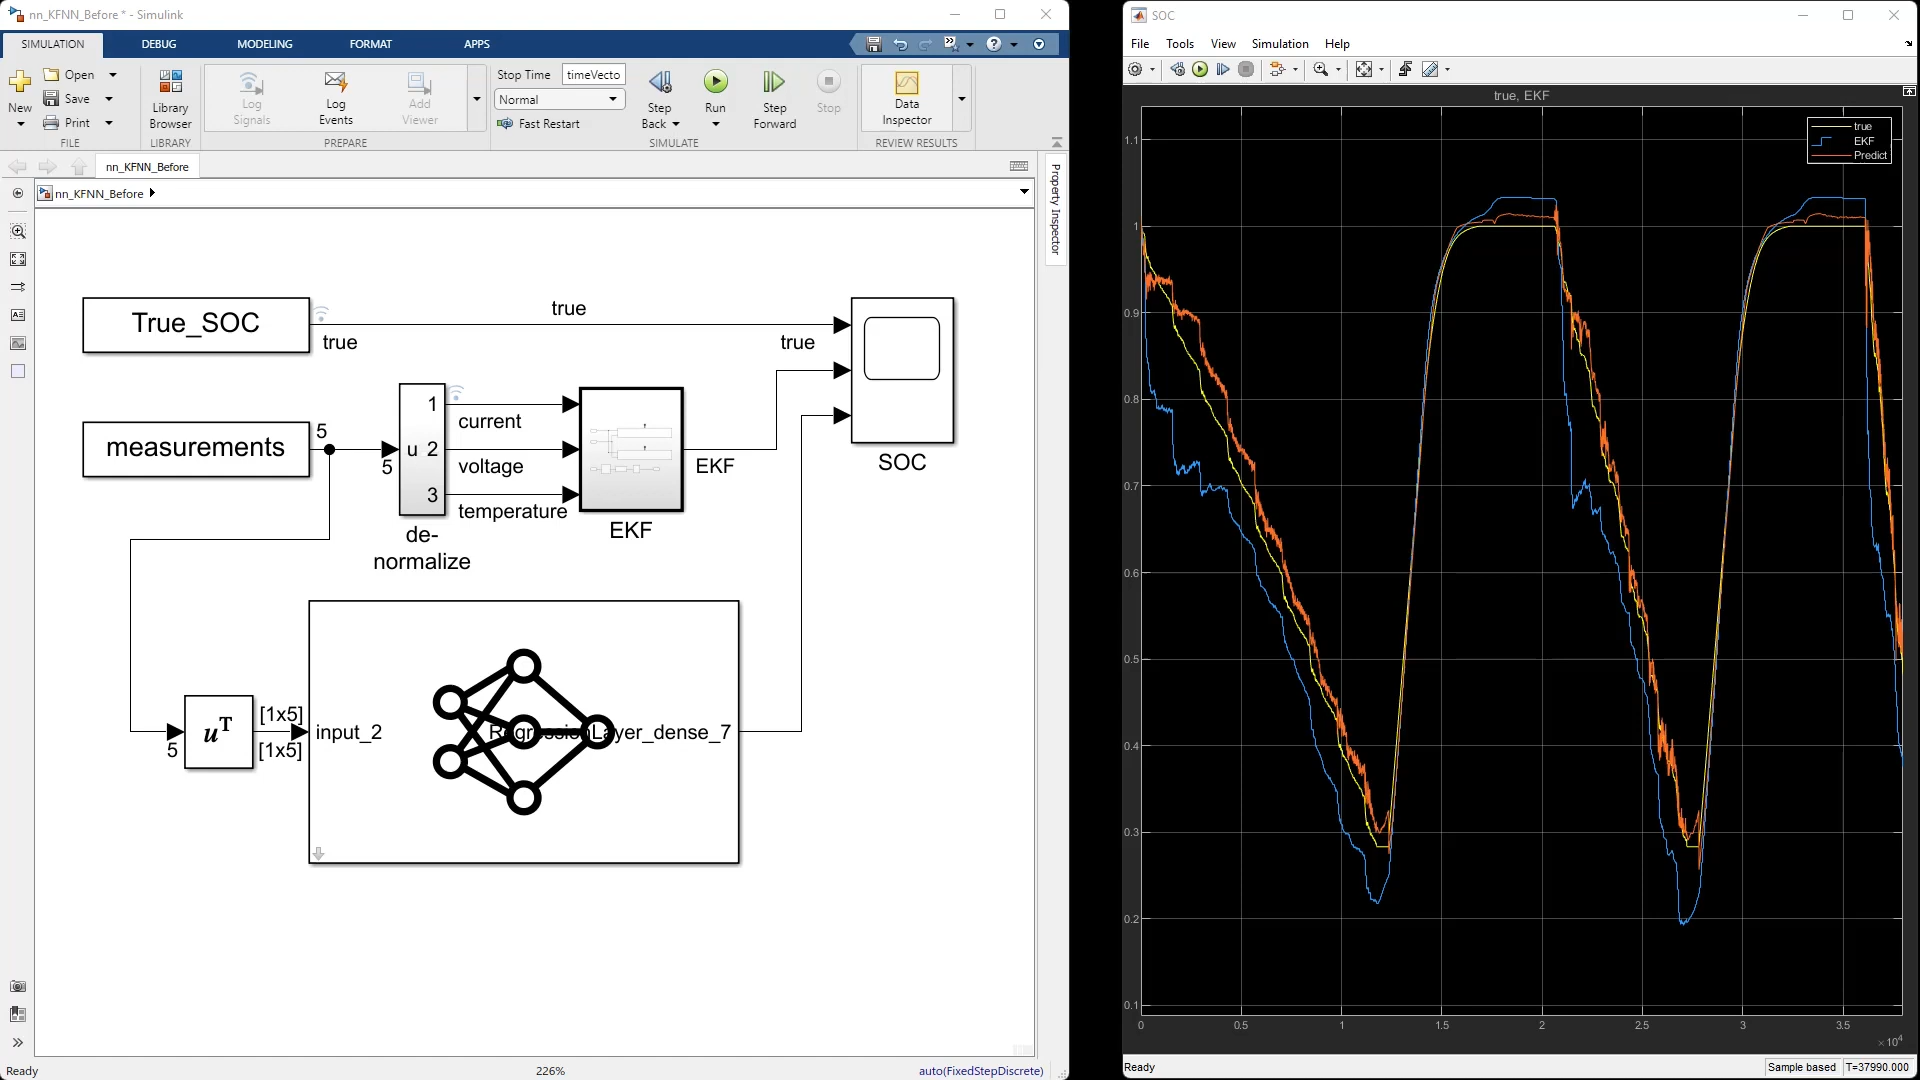 nn_KFNN_Before * - Simulink
SIMULATION
DEBUG
MODELING
FORMAT
APPS
New
Open
Save
Print
FILE
Library
Browser
LIBRARY
Log
Signals
Log
Events
Add
Viewer
PREPARE
Stop Time
timeVecto
Normal
Fast Restart
Step
Back
Run
Step
Forward
Stop
SIMULATE
Data
Inspector
REVIEW RESULTS
nn_KFNN_Before
nn_KFNN_Before
Property Inspector
True_SOC
true
true
true
measurements
5
5
u
1
2
3
current
voltage
temperature
de-
normalize
EKF
EKF
SOC
5
uT
[1x5]
[1x5]
input_2
RegressionLayer_dense_7
Ready
226%
auto(FixedStepDiscrete)
SOC
File
Tools
View
Simulation
Help
true, EKF
true
EKF
Predict
1.1
1
0.9
0.8
0.7
0.6
0.5
0.4
0.3
0.2
0.1
0
0.5
1
1.5
2
2.5
3
3.5
×10^4
Ready
Sample based
T=37990.000